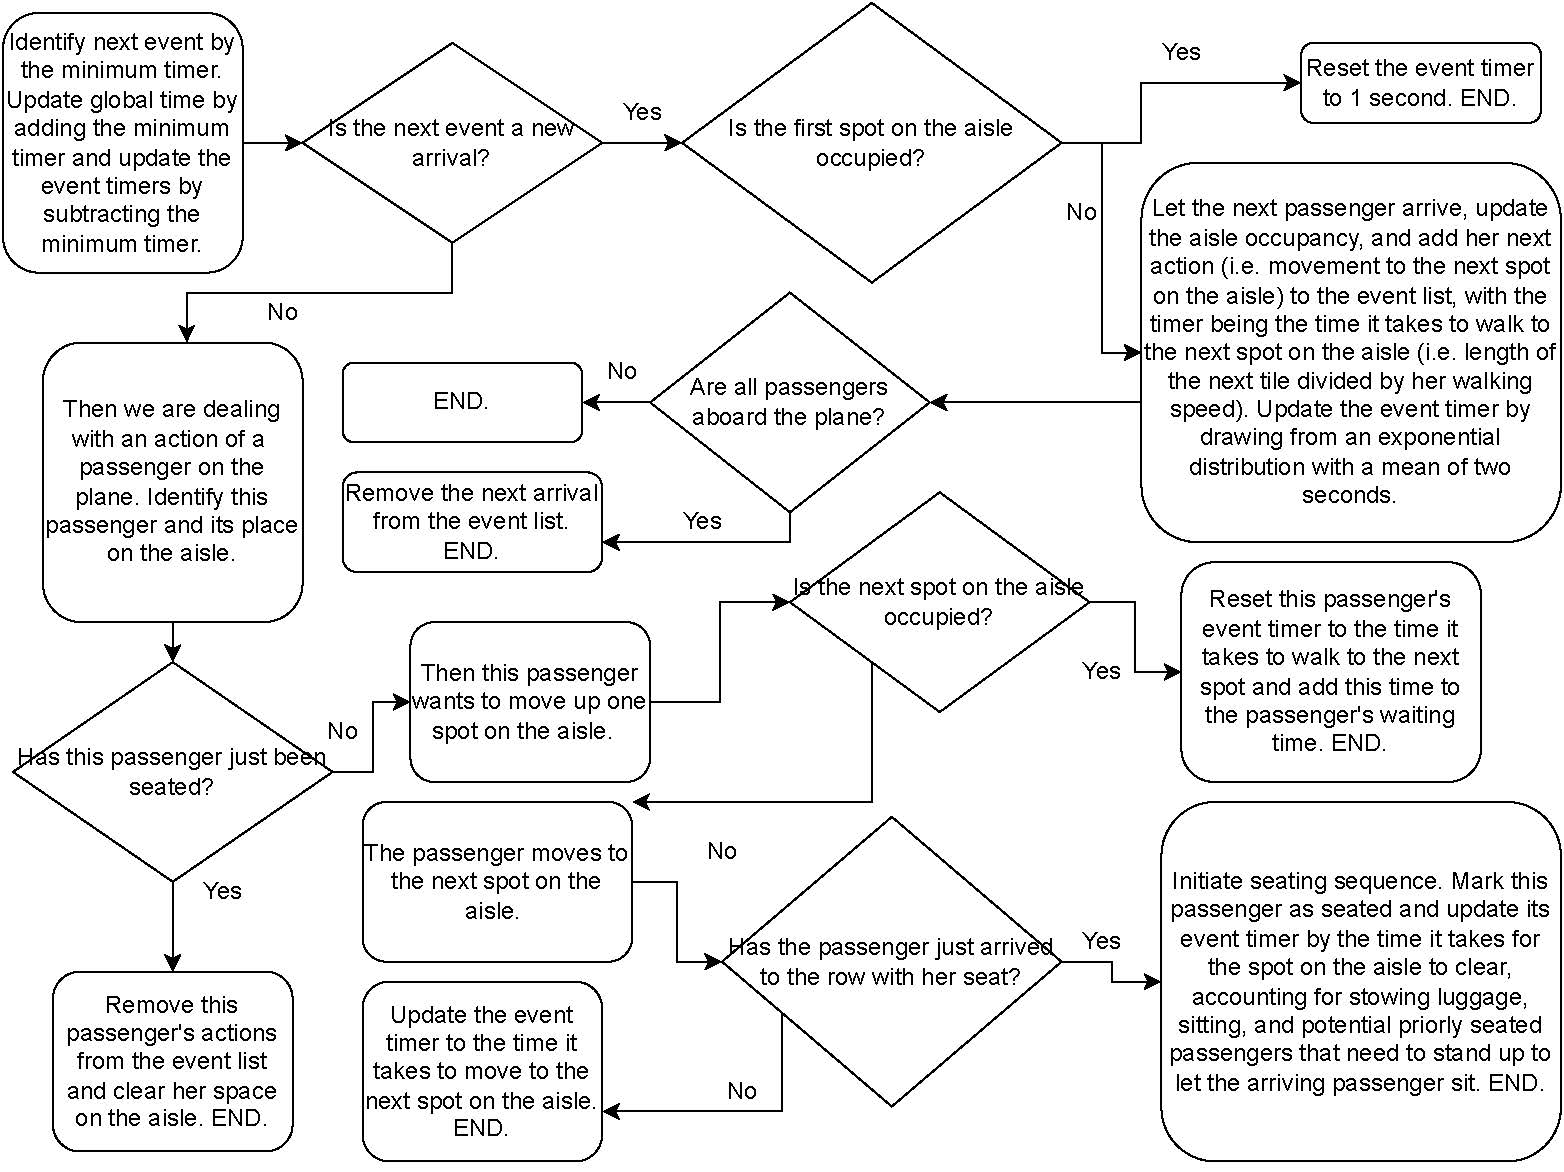 Identify next event by
the minimum timer.
Update global time by
adding the minimum
timer and update the
event timers by
subtracting the
minimum timer.
Is the next event a new
arrival?
Yes
Is the first spot on the aisle
occupied?
Yes
Reset the event timer
to 1 second. END.
No
Let the next passenger arrive, update
the aisle occupancy, and add her next
action (i.e. movement to the next spot
on the aisle) to the event list, with the
timer being the time it takes to walk to
the next spot on the aisle (i.e. length of
the next tile divided by her walking
speed). Update the event timer by
drawing from an exponential
distribution with a mean of two
seconds.
Are all passengers
aboard the plane?
No
END.
Yes
Remove the next arrival
from the event list.
END.
No
Then we are dealing
with an action of a
passenger on the
plane. Identify this
passenger and its place
on the aisle.
Has this passenger just been
seated?
No
Then this passenger
wants to move up one
spot on the aisle.
Is the next spot on the aisle
occupied?
Yes
Reset this passenger's
event timer to the time it
takes to walk to the next
spot and add this time to
the passenger's waiting
time. END.
No
The passenger moves to
the next spot on the
aisle.
Has the passenger just arrived
to the row with her seat?
Yes
Initiate seating sequence. Mark this
passenger as seated and update its
event timer by the time it takes for
the spot on the aisle to clear,
accounting for stowing luggage,
sitting, and potential priorly seated
passengers that need to stand up to
let the arriving passenger sit. END.
No
Update the event
timer to the time it
takes to move to the
next spot on the aisle.
END.
Yes
Remove this
passenger's actions
from the event list
and clear her space
on the aisle. END.